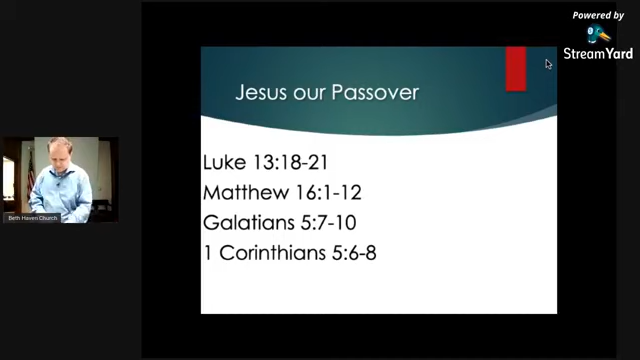 Powered by
StreamYard
Jesus our Passover
Luke 13:18-21
Matthew 16:1-12
Galatians 5:7-10
1 Corinthians 5:6-8
Beth Haven Church